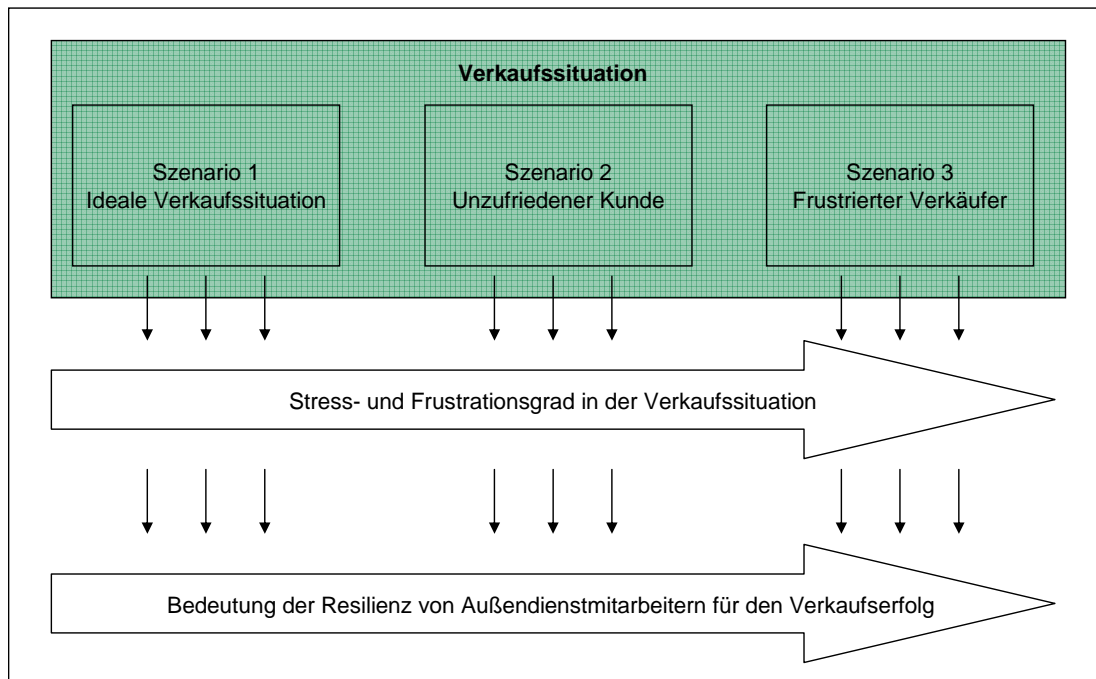 Verkaufssituation
Szenario 1
Ideale Verkaufssituation
Szenario 2
Unzufriedener Kunde
Szenario 3
Frustrierter Verkäufer
Stress- und Frustrationsgrad in der Verkaufssituation
Bedeutung der Resilienz von Außendienstmitarbeitern für den Verkaufserfolg